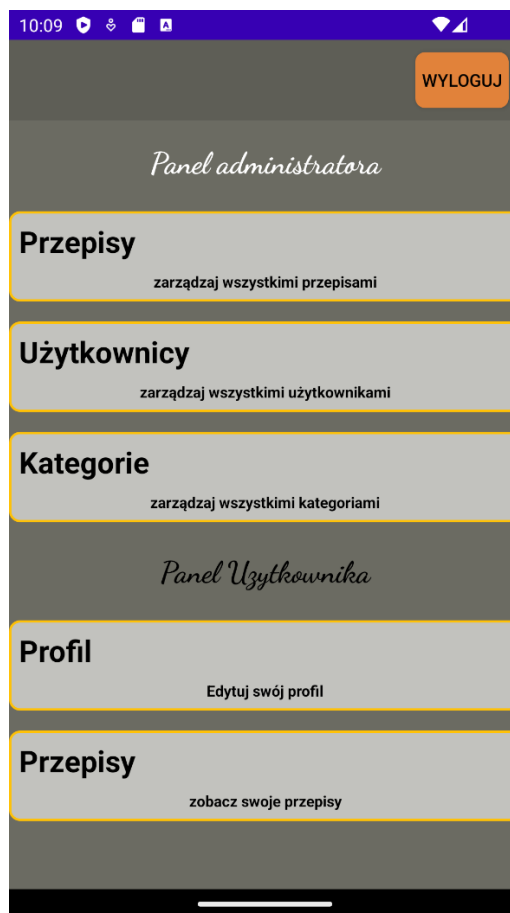 10:09
WYLOGUJ
Panel administratora
Przepisy
zarządzaj wszystkimi przepisami
Użytkownicy
zarządzaj wszystkimi użytkownikami
Kategorie
zarządzaj wszystkimi kategoriami
Panel Uzytkownika
Profil
Edytuj swój profil
Przepisy
zobacz swoje przepisy